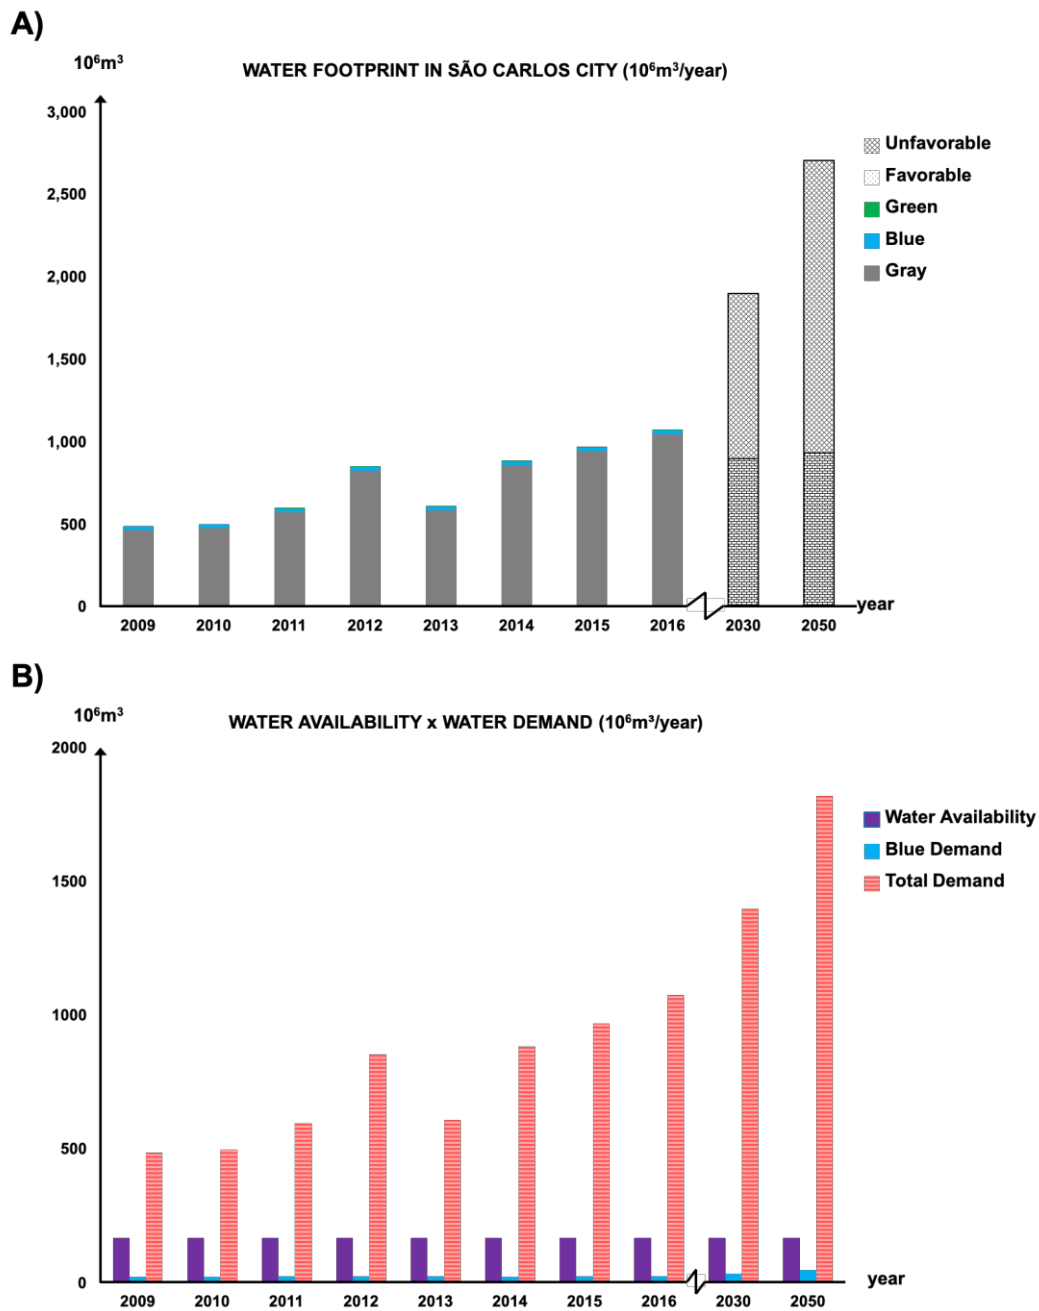 A)
10⁶m³
WATER FOOTPRINT IN SÃO CARLOS CITY (10⁶m³/year)
3,000
2,500
2,000
1,500
1,000
500
0
Unfavorable
Favorable
Green
Blue
Gray
year
2009 2010 2011 2012 2013 2014 2015 2016 2030 2050
B)
10⁶m³
WATER AVAILABILITY x WATER DEMAND (10⁶m³/year)
2000
1500
1000
500
0
Water Availability
Blue Demand
Total Demand
year
2009 2010 2011 2012 2013 2014 2015 2016 2030 2050